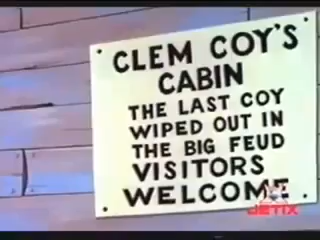 CLEM COY'S
CABIN
THE LAST COY
WIPED OUT IN
THE BIG FEUD
VISITORS
WELCOME
JETIX